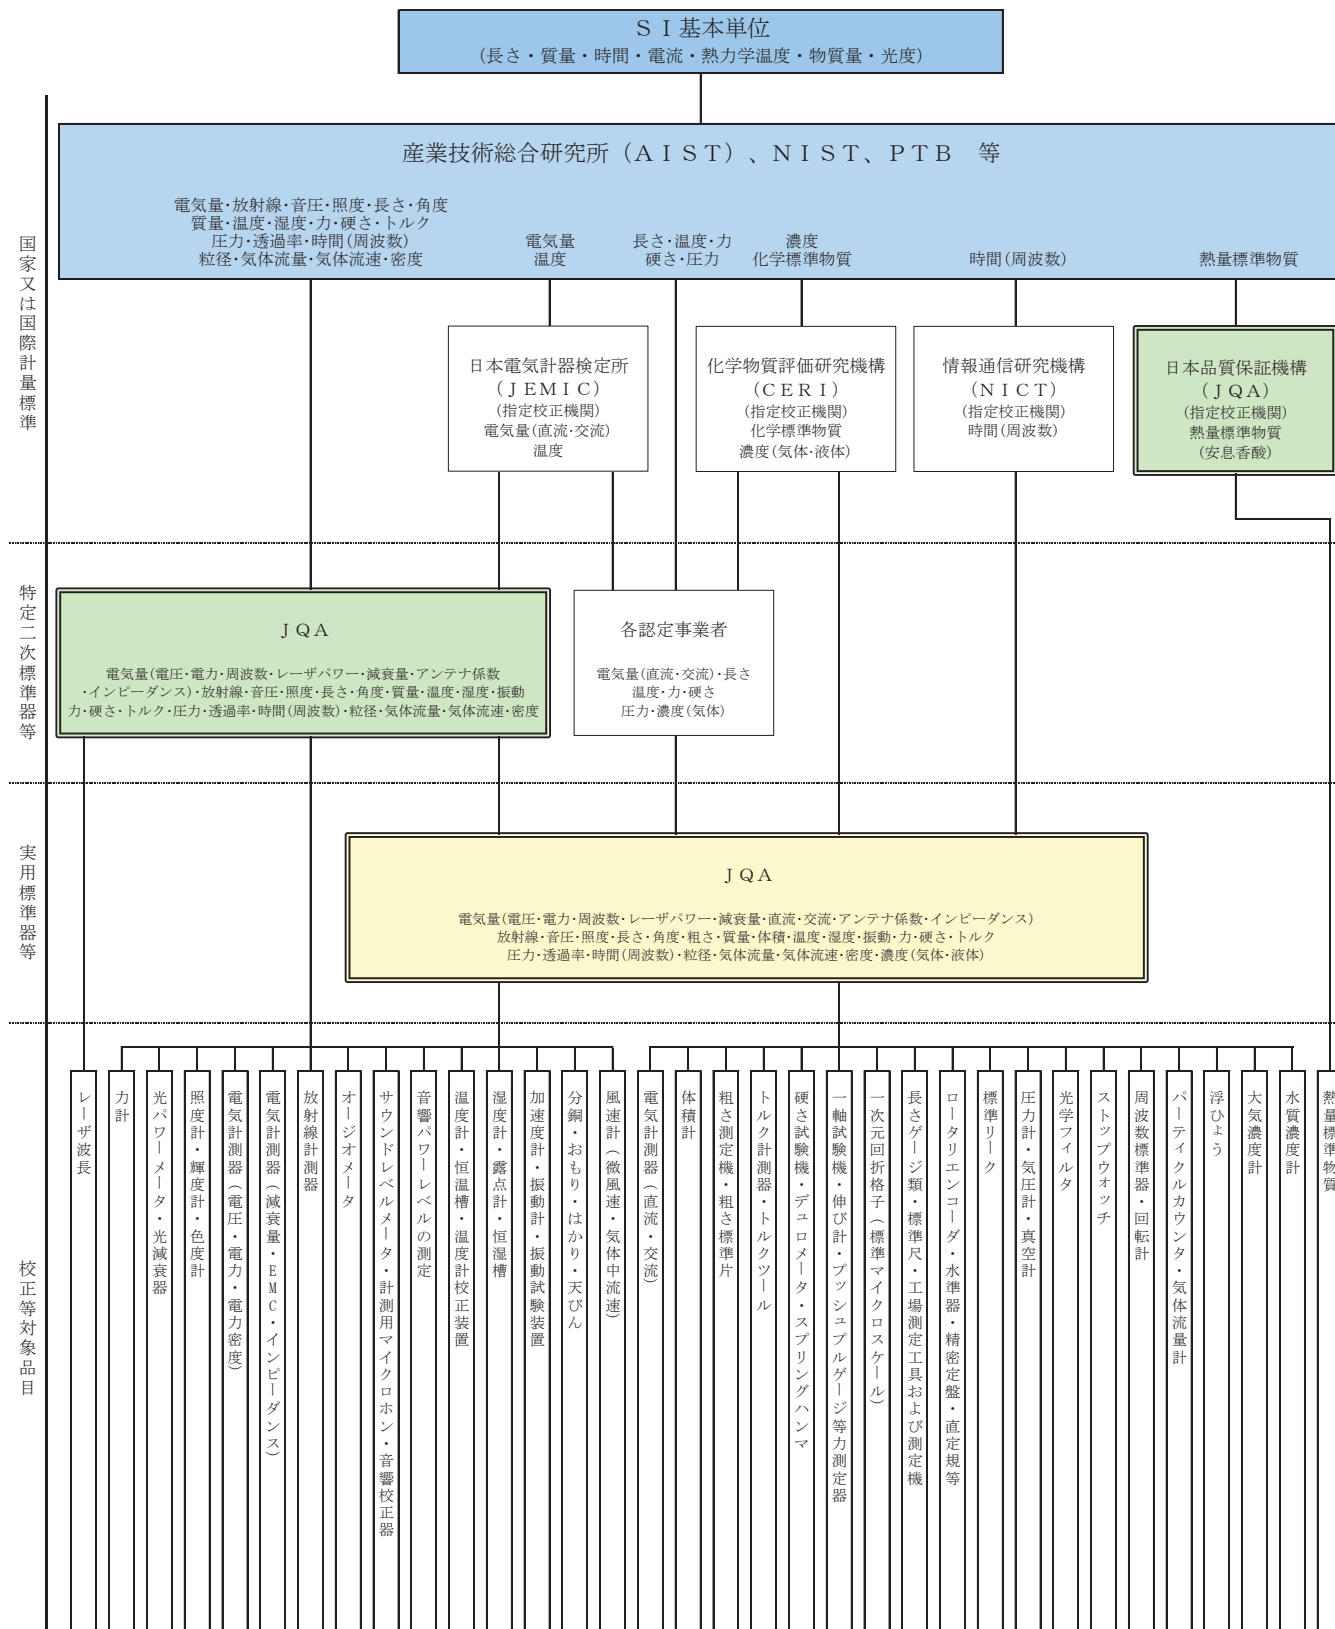 ＳＩ基本単位
(長さ・質量・時間・電流・熱力学温度・物質量・光度)
産業技術総合研究所（ＡＩＳＴ）、ＮＩＳＴ、ＰＴＢ　等
電気量・放射線・音圧・照度・長さ・角度
質量・温度・湿度・力・硬さ・トルク
圧力・透過率・時間(周波数)
粒径・気体流量・気体流速・密度
電気量
温度
長さ・温度・力
硬さ・圧力
濃度
化学標準物質
時間(周波数)
熱量標準物質
国家又は国際計量標準
日本電気計器検定所
(ＪＥＭＩＣ)
(指定校正機関)
電気量(直流・交流)
温度
化学物質評価研究機構
(ＣＥＲＩ)
(指定校正機関)
化学標準物質
濃度(気体・液体)
情報通信研究機構
(ＮＩＣＴ)
(指定校正機関)
時間(周波数)
日本品質保証機構
(ＪＱＡ)
(指定校正機関)
熱量標準物質
(安息香酸)
特定二次標準器等
ＪＱＡ
電気量(電圧・電力・周波数・レーザパワー・減衰量・アンテナ係数
・インピーダンス)・放射線・音圧・照度・長さ・角度・質量・温度・湿度・振動
力・硬さ・トルク・圧力・透過率・時間(周波数)・粒径・気体流量・気体流速・密度
各認定事業者
電気量(直流・交流)・長さ
温度・力・硬さ
圧力・濃度(気体)
実用標準器等
ＪＱＡ
電気量(電圧・電力・周波数・レーザパワー・減衰量・直流・交流・アンテナ係数・インピーダンス)
放射線・音圧・照度・長さ・角度・粗さ・質量・体積・温度・湿度・振動・力・硬さ・トルク
圧力・透過率・時間(周波数)・粒径・気体流量・気体流速・密度・濃度(気体・液体)
校正等対象品目
レーザ波長
力計
光パワーメータ・光減衰器
照度計・輝度計・色度計
電気計測器（電圧・電力・電力密度）
電気計測器（減衰量・ＥＭＣ・インピーダンス）
放射線計測器
オージオメータ
サウンドレベルメータ・計測用マイクロホン・音響校正器
音響パワーレベルの測定
温度計・恒温槽・温度計校正装置
湿度計・露点計・恒湿槽
加速度計・振動計・振動試験装置
分銅・おもり・はかり・天びん
風速計（微風速・気体中流速）
電気計測器（直流・交流）
体積計
粗さ測定機・粗さ標準片
トルク計測器・トルクツール
硬さ試験機・デュロメータ・スプリングハンマ
一軸試験機・伸び計・プッシュプルゲージ等力測定器
一次元回折格子（標準マイクロスケール）
長さゲージ類・標準尺・工場測定工具および測定機
ロータリエンコーダ・水準器・精密定盤・直定規等
標準リーク
圧力計・気圧計・真空計
光学フィルタ
ストップウオッチ
周波数標準器・回転計
パーティクルカウンタ・気体流量計
浮ひょう
大気濃度計
水質濃度計
熱量標準物質